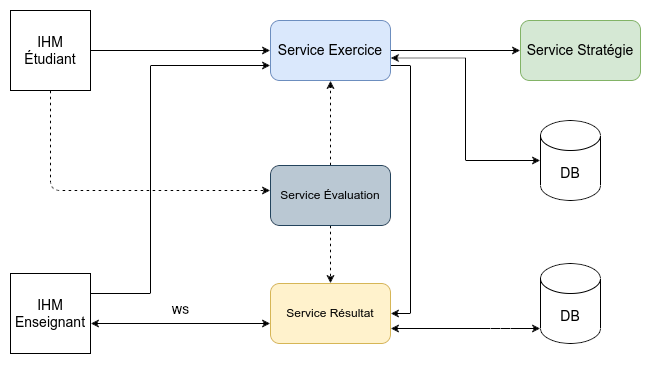 IHM
Étudiant
Service Exercice
Service Stratégie
DB
Service Évaluation
IHM
Enseignant
ws
Service Résultat
DB